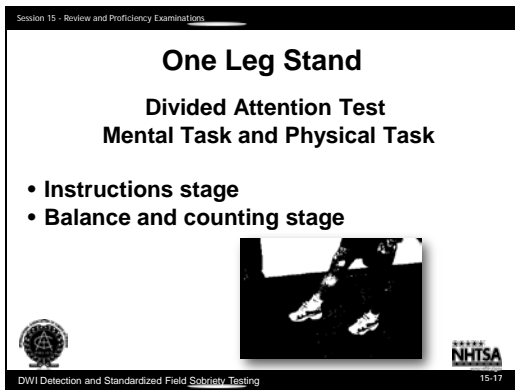 Session 15 - Review and Proficiency Examinations
One Leg Stand
Divided Attention Test
Mental Task and Physical Task
• Instructions stage
• Balance and counting stage
NHTSA
DWI Detection and Standardized Field Sobriety Testing
15-17